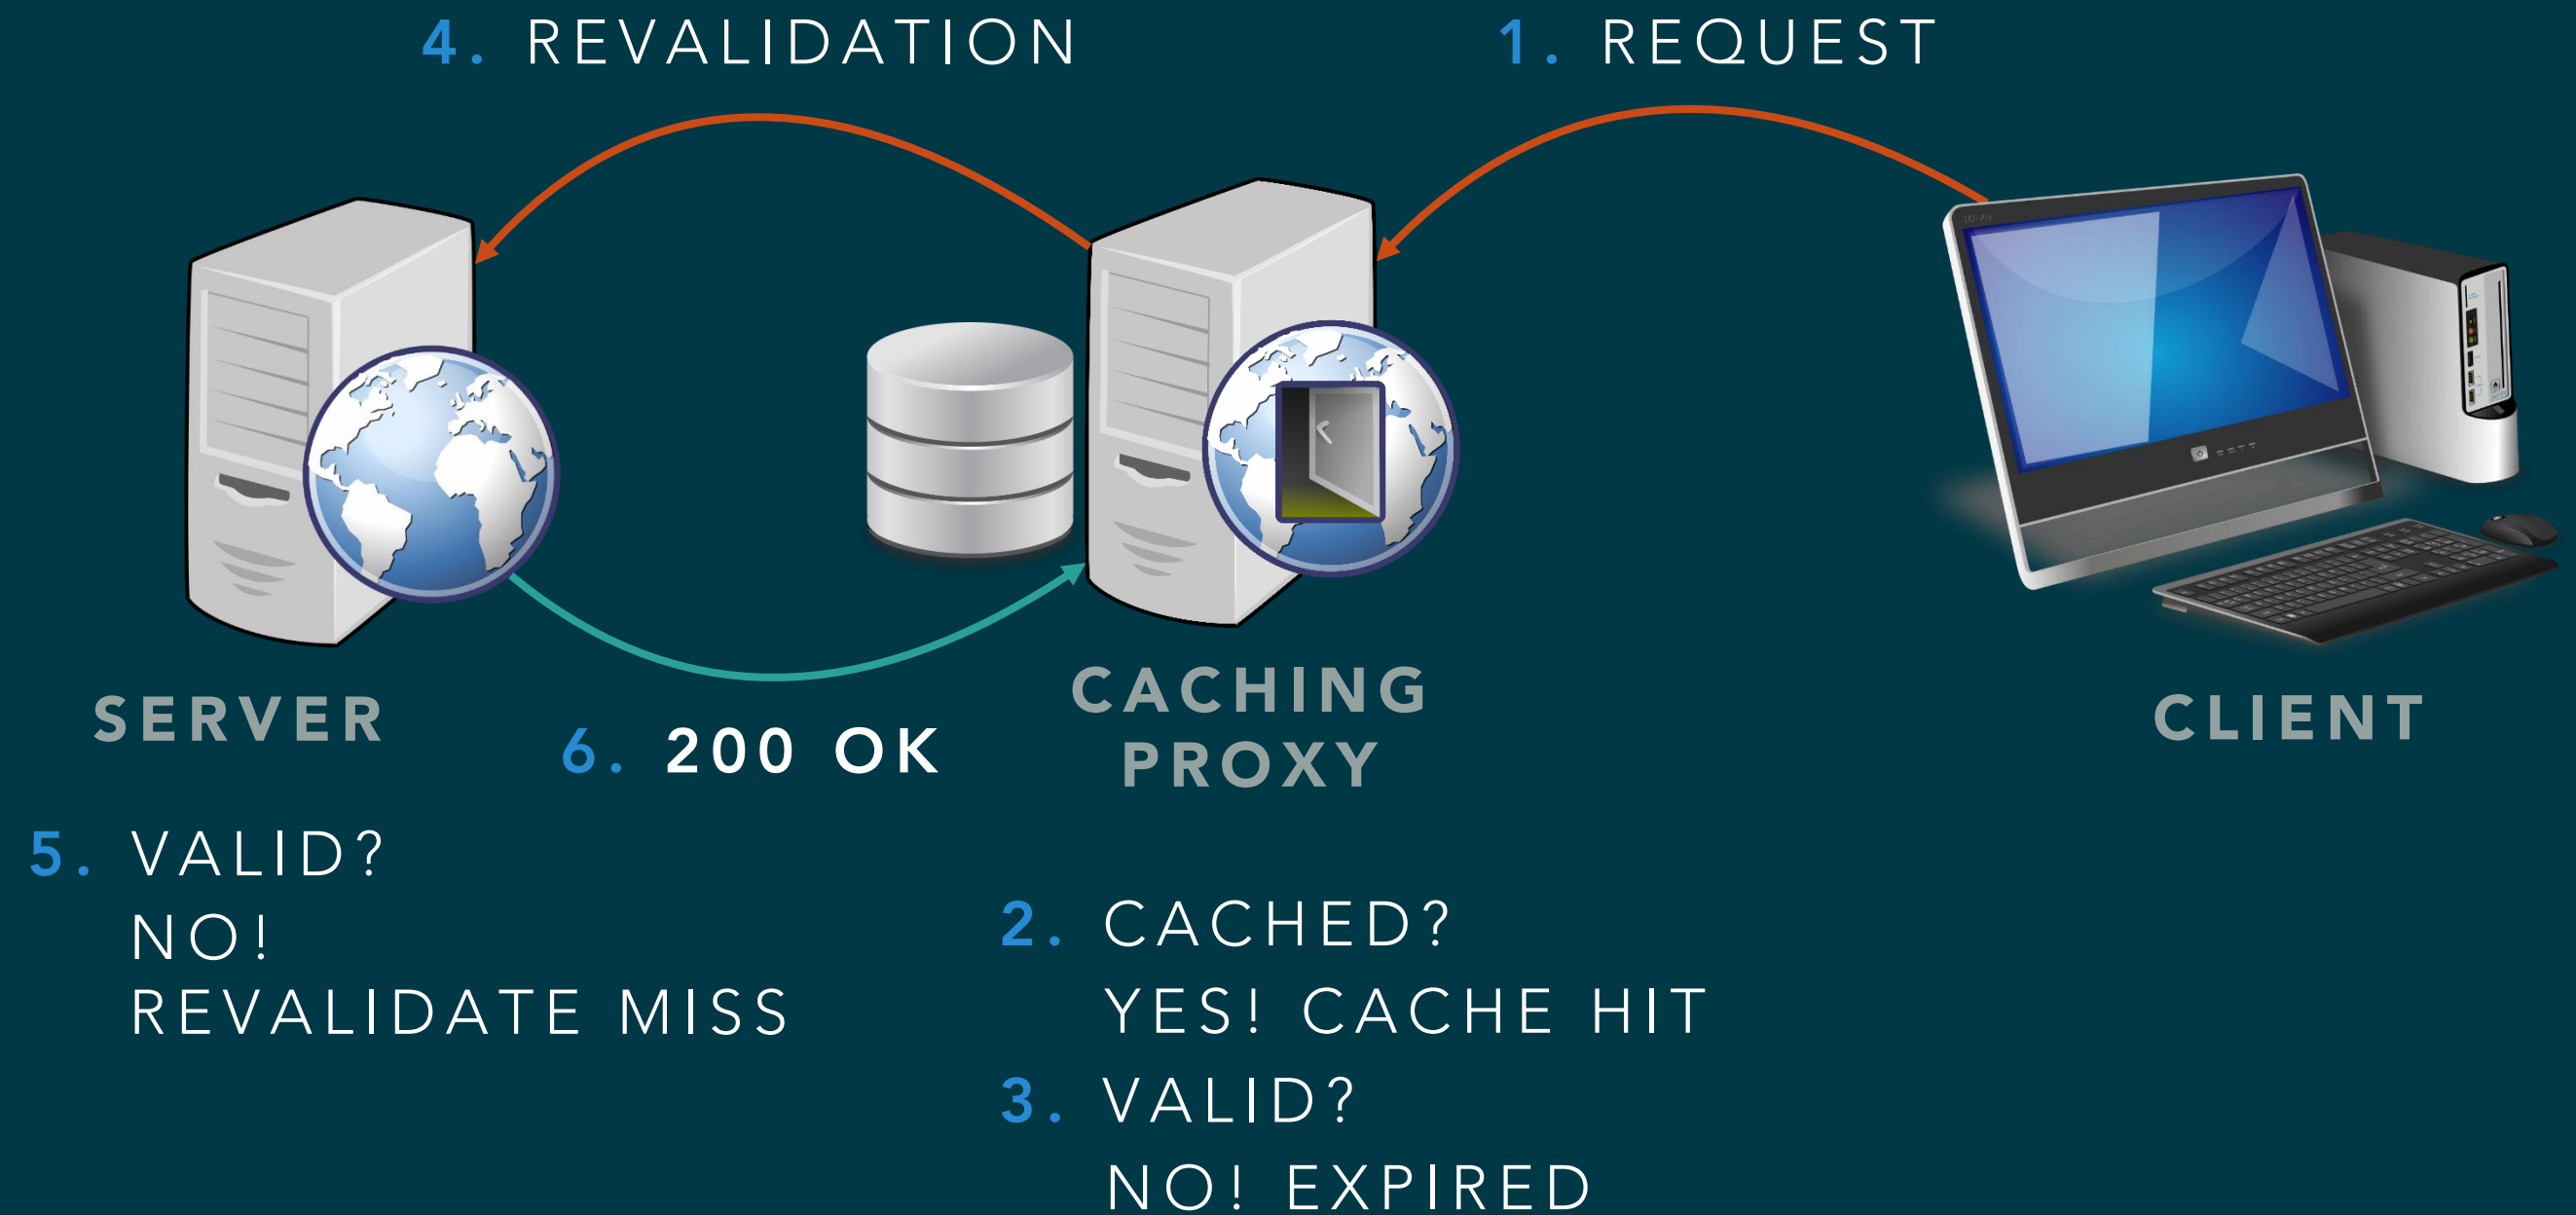 4. REVALIDATION
1. REQUEST
SERVER
CACHING
PROXY
CLIENT
6. 200 OK
5. VALID?
NO!
REVALIDATE MISS
2. CACHED?
YES! CACHE HIT
3. VALID?
NO! EXPIRED